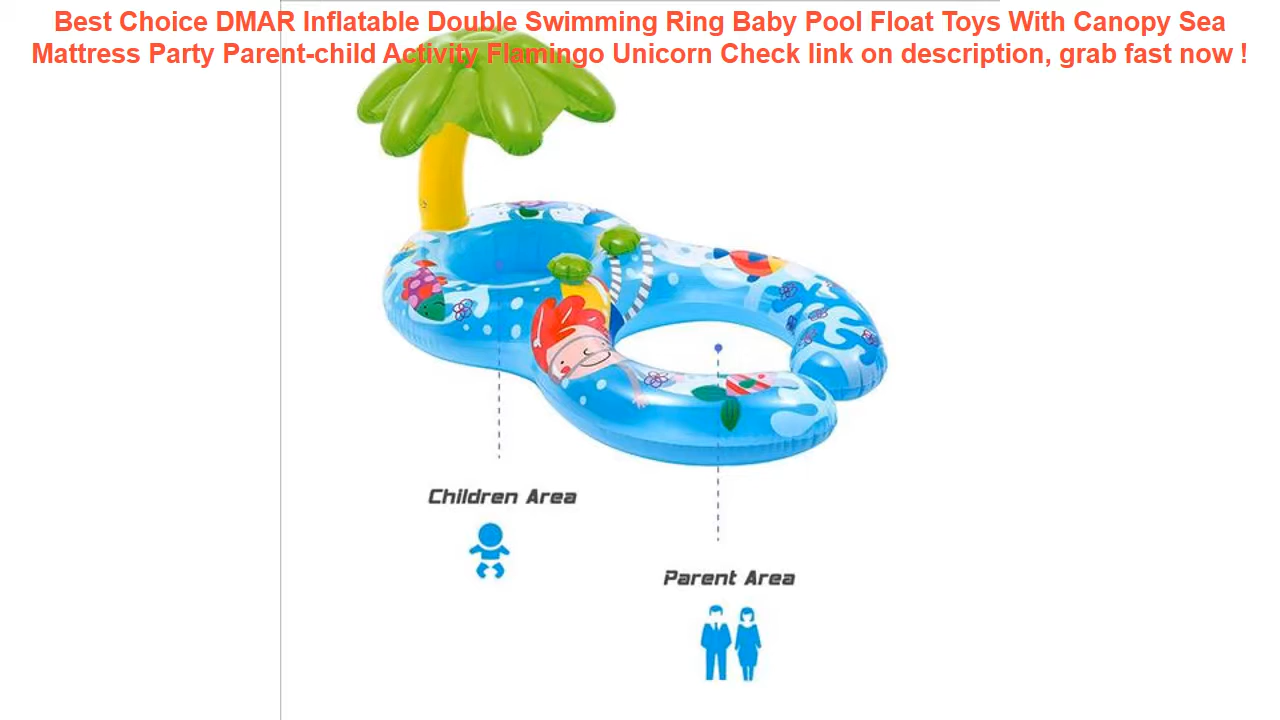 Best Choice DMAR Inflatable Double Swimming Ring Baby Pool Float Toys With Canopy Sea
Mattress Party Parent-child Activity Flamingo Unicorn Check link on description, grab fast now !
Children Area
Parent Area